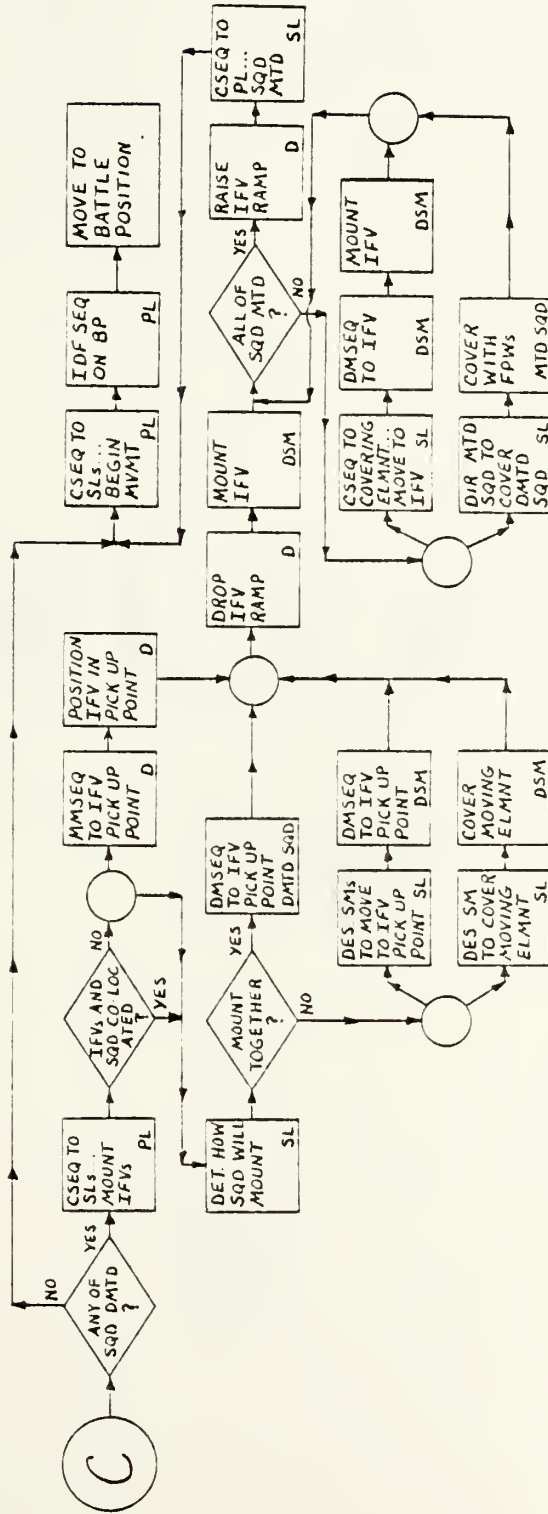 C
ANY OF
SQD DMTD
?
NO
YES
CSEQ TO
SLs...
MOUNT
IFVs
PL
IFVs AND
SQD CO-LOC
ATED
?
NO
YES
MMSEQ
TO IFV
PICK UP
POINT
D
POSITION
IFV IN
PICK UP
POINT
D
CSEQ TO
SLs...
BEGIN
MVMT
PL
IDF SEQ
ON BP
PL
MOVE TO
BATTLE
POSITION
DET. HOW
SQD WILL
MOUNT
SL
MOUNT
TOGETHER
?
YES
NO
DMSEQ
TO IFV
PICK UP
POINT
DMTD SQD
DROP
IFV
RAMP
D
MOUNT
IFV
DSM
ALL OF
SQD MTD
?
YES
NO
RAISE
IFV
RAMP
D
CSEQ TO
PL...
SQD
MTD
SL
DES SMs
TO MOVE
TO IFV
PICK UP
POINT SL
DMSEQ
TO IFV
PICK UP
POINT
DSM
DES SM
TO COVER
MOVING
ELMNT
SL
COVER
MOVING
ELMNT
DSM
CSEQ TO
COVERING
ELMNT...
MOVE TO
IFV SL
DMSEQ
TO IFV
DSM
MOUNT
IFV
DSM
DIR MTD
SQD TO
COVER
DMTD
SQD SL
COVER
WITH
FPWs
MTD SQD